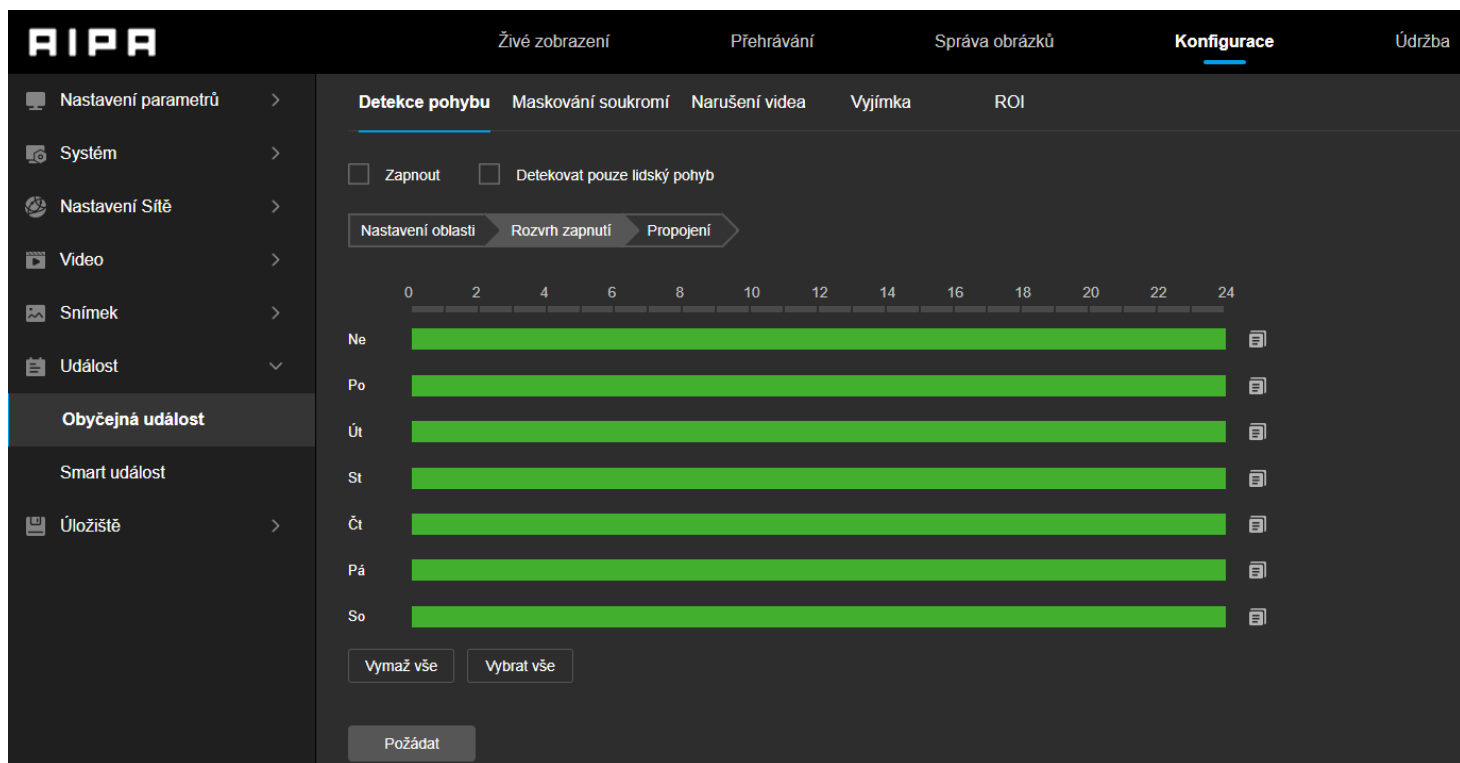 AIPA
Živé zobrazení Přehrávání Správa obrázků Konfigurace Údržba
Nastavení parametrů
Systém
Nastavení Sítě
Video
Snímek
Událost
Obyčejná událost
Smart událost
Úložiště
Detekce pohybu Maskování soukromí Narušení videa Vyjímka ROI
Zapnout Detekovat pouze lidský pohyb
Nastavení oblasti Rozvrh zapnutí Propojení
0 2 4 6 8 10 12 14 16 18 20 22 24
Ne
Po
Út
St
Čt
Pá
So
Vymaž vše Vybrat vše
Požádat